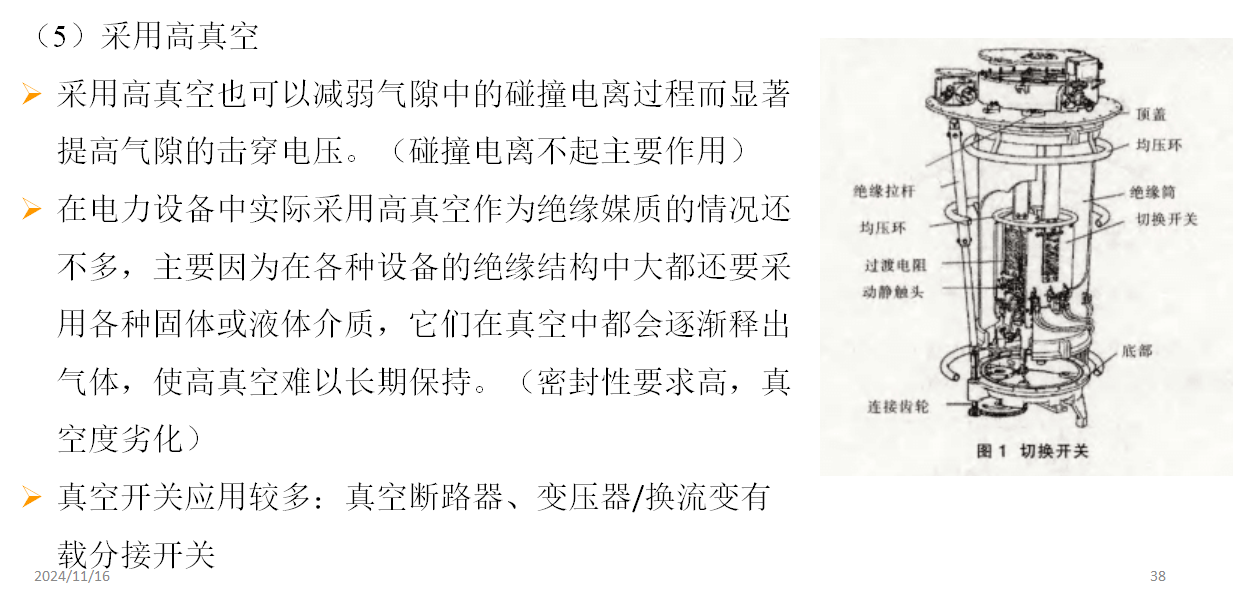 （5）采用高真空
采用高真空也可以减弱气隙中的碰撞电离过程而显著
提高气隙的击穿电压。（碰撞电离不起主要作用）
在电力设备中实际采用高真空作为绝缘媒质的情况还
不多，主要因为在各种设备的绝缘结构中大都还要采
用各种固体或液体介质，它们在真空中都会逐渐释出
气体，使高真空难以长期保持。（密封性要求高，真
空度劣化）
真空开关应用较多：真空断路器、变压器/换流变有
载分接开关
顶盖
均压环
绝缘拉杆
绝缘筒
均压环
切换开关
过渡电阻
动静触头
底部
连接齿轮
图 1 切换开关
2024/11/16
38